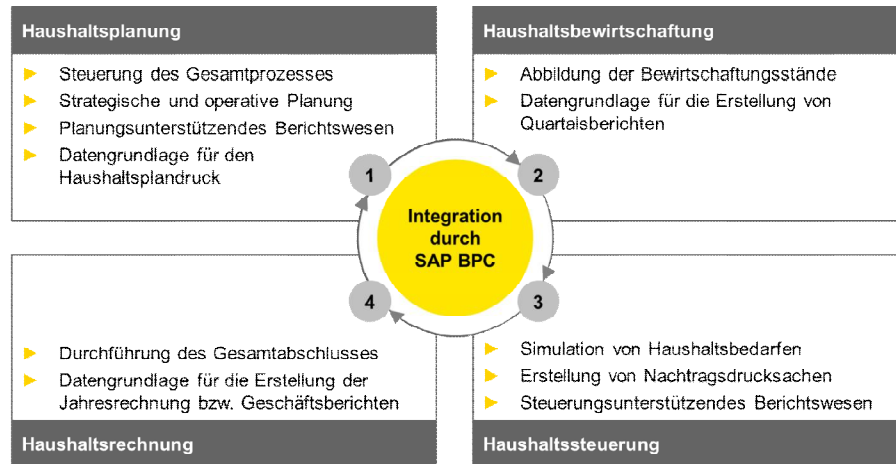 Haushaltsplanung
Steuerung des Gesamtprozesses
Strategische und operative Planung
Planungsunterstützendes Berichtswesen
Datengrundlage für den
Haushaltsplandruck
Haushaltsbewirtschaftung
Abbildung der Bewirtschaftungsstände
Datengrundlage für die Erstellung von
Quartalsberichten
1
2
Integration
durch
SAP BPC
4
3
Durchführung des Gesamtabschlusses
Datengrundlage für die Erstellung der
Jahresrechnung bzw. Geschäftsberichten
Haushaltsrechnung
Simulation von Haushaltsbedarfen
Erstellung von Nachtragsdrucksachen
Steuerungsunterstützendes Berichtswesen
Haushaltssteuerung